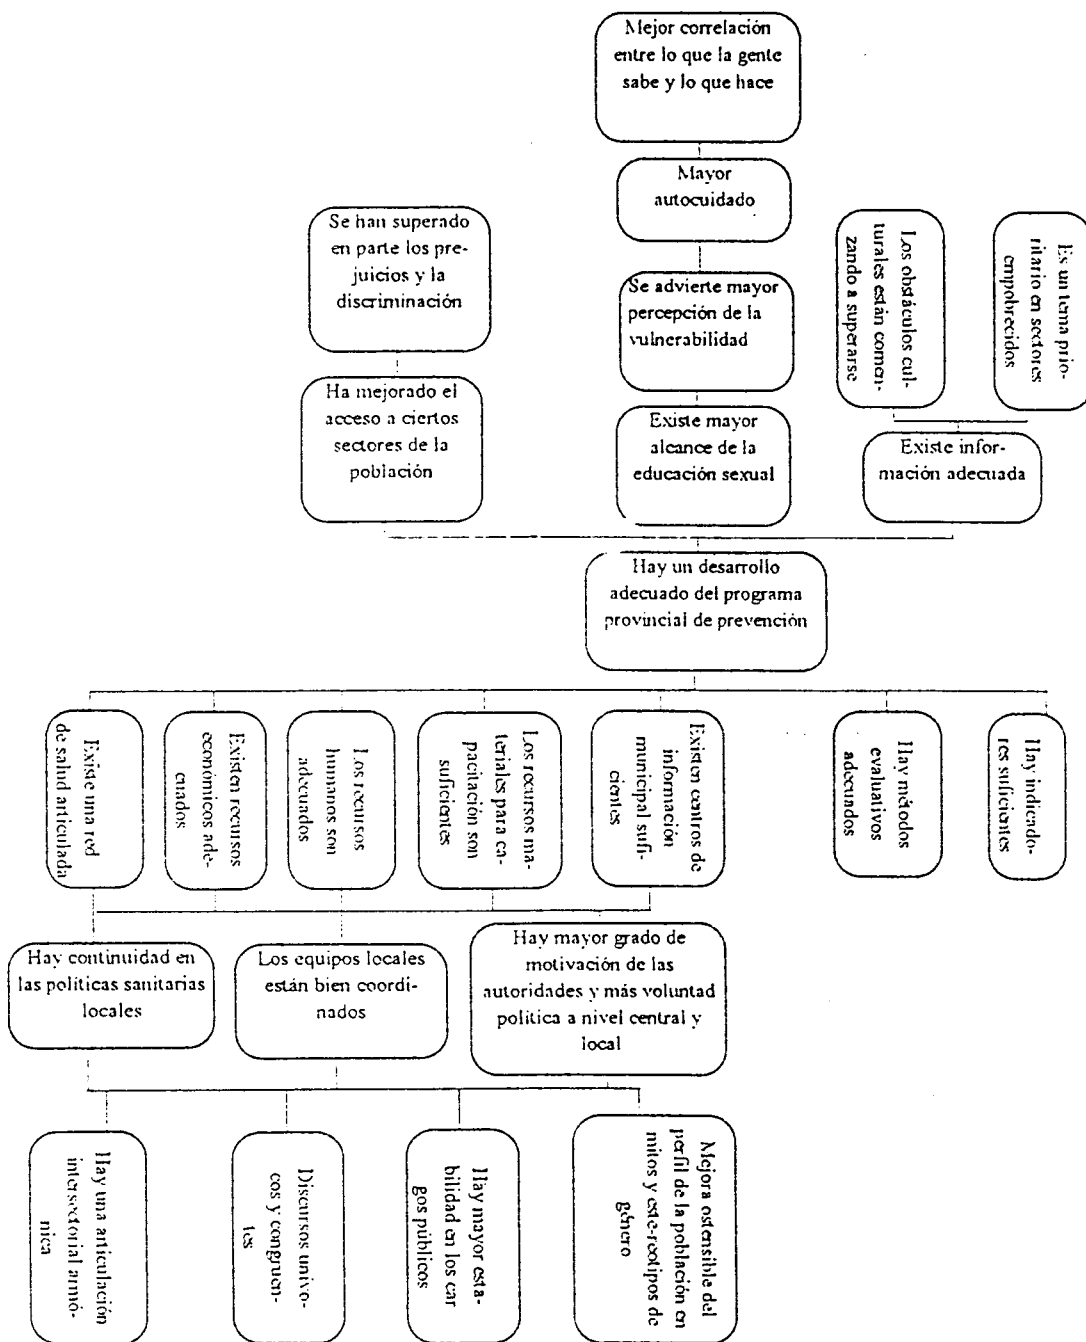 Mejor correlación
entre lo que la gente
sabe y lo que hace
Mayor
autocuidado
Se han superado
en parte los pre-
juicios y la
discriminación
Se advierte mayor
percepción de la
vulnerabilidad
Los obstáculos cul-
turales están comen-
zando a superarse
Es un tema prio-
ritario en sectores
empobrecidos
Ha mejorado el
acceso a ciertos
sectores de la
población
Existe mayor
alcance de la
educación sexual
Existe infor-
mación adecuada
Hay un desarrollo
adecuado del programa
provincial de prevención
Existe una red
de salud articulada
Existen recursos
económicos ade-
cuados
Los recursos
humanos son
adecuados
Los recursos ma-
teriales para ca-
pacitación son
suficientes
Existen centros de
información
municipal sufi-
cientes
Hay métodos
evaluativos
adecuados
Hay indicado-
res suficientes
Hay continuidad en
las políticas sanitarias
locales
Los equipos locales
están bien coordi-
nados
Hay mayor grado de
motivación de las
autoridades y más voluntad
política a nivel central y
local
Hay una articulación
intersectorial armó-
nica
Discursos unívo-
cos y congruen-
tes
Hay mayor esta-
bilidad en los car
gos públicos
Mejora ostensible del
perfil de la población en
mitos y este-reotipos de
género